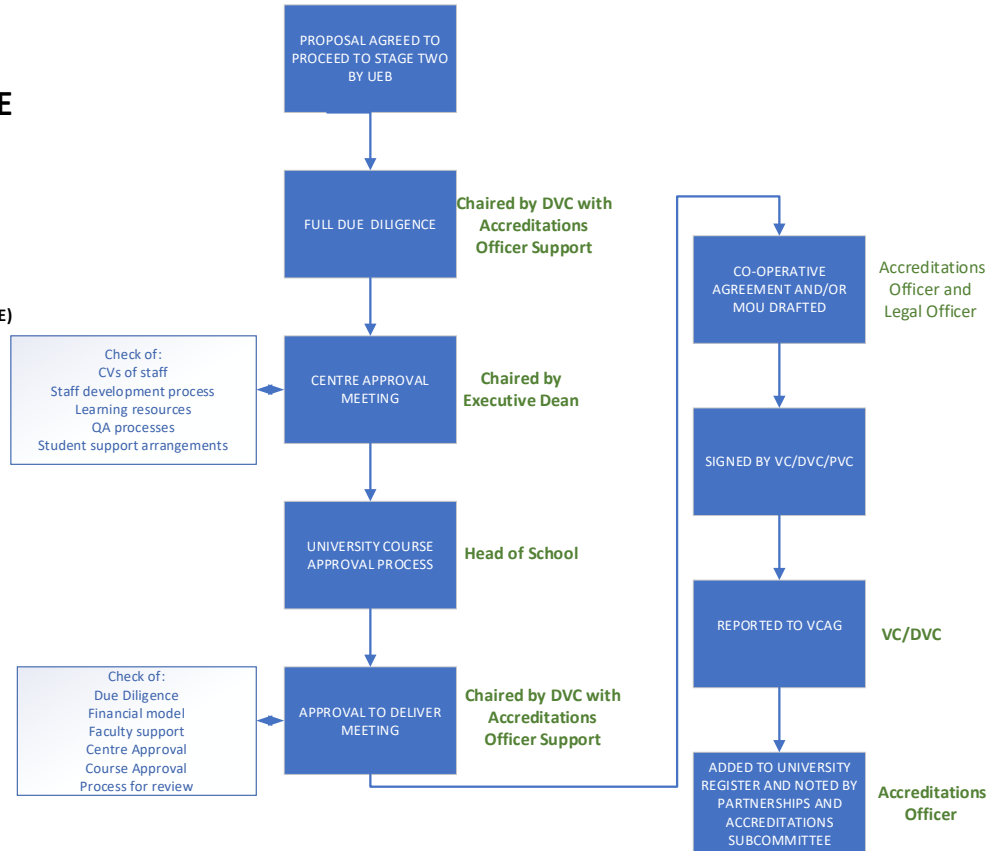 PROPOSAL AGREED TO
PROCEED TO STAGE TWO
BY UEB
E
FULL DUE DILIGENCE
Chaired by DVC with
Accreditations
Officer Support
E)
Check of:
CVs of staff
Staff development process
Learning resources
QA processes
Student support arrangements
CENTRE APPROVAL
MEETING
Chaired by
Executive Dean
UNIVERSITY COURSE
APPROVAL PROCESS
Head of School
Check of:
Due Diligence
Financial model
Faculty support
Centre Approval
Course Approval
Process for review
APPROVAL TO DELIVER
MEETING
Chaired by DVC with
Accreditations
Officer Support
CO-OPERATIVE
AGREEMENT AND/OR
MOU DRAFTED
Accreditations
Officer and
Legal Officer
SIGNED BY VC/DVC/PVC
REPORTED TO VCAG
VC/DVC
ADDED TO UNIVERSITY
REGISTER AND NOTED BY
PARTNERSHIPS AND
ACCREDITATIONS
SUBCOMMITTEE
Accreditations
Officer